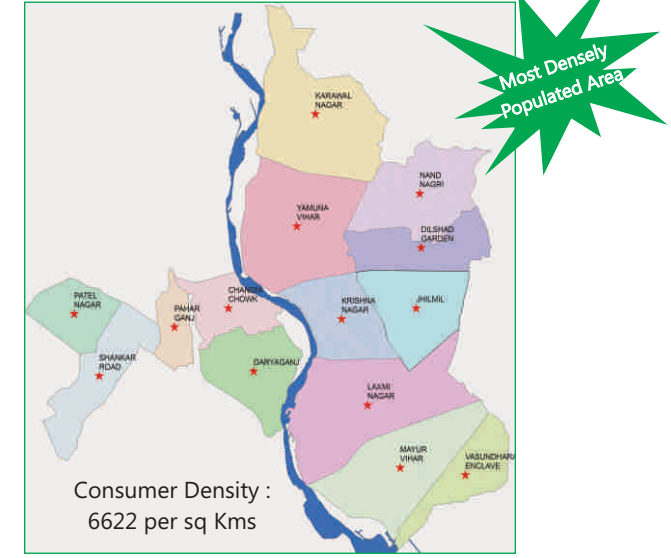 Most Densely
Populated Area
KARAWAL
NAGAR
NAND
NAGRI
YAMUNA
VIHAR
DILSHAD
GARDEN
PATEL
NAGAR
PAHAR
GANJ
CHANDNI
CHOWK
KRISHNA
NAGAR
JHILMIL
SHANKAR
ROAD
DARYAGANJ
LAXMI
NAGAR
MAYUR
VIHAR
VASUNDHARA
ENCLAVE
Consumer Density :
6622 per sq Kms